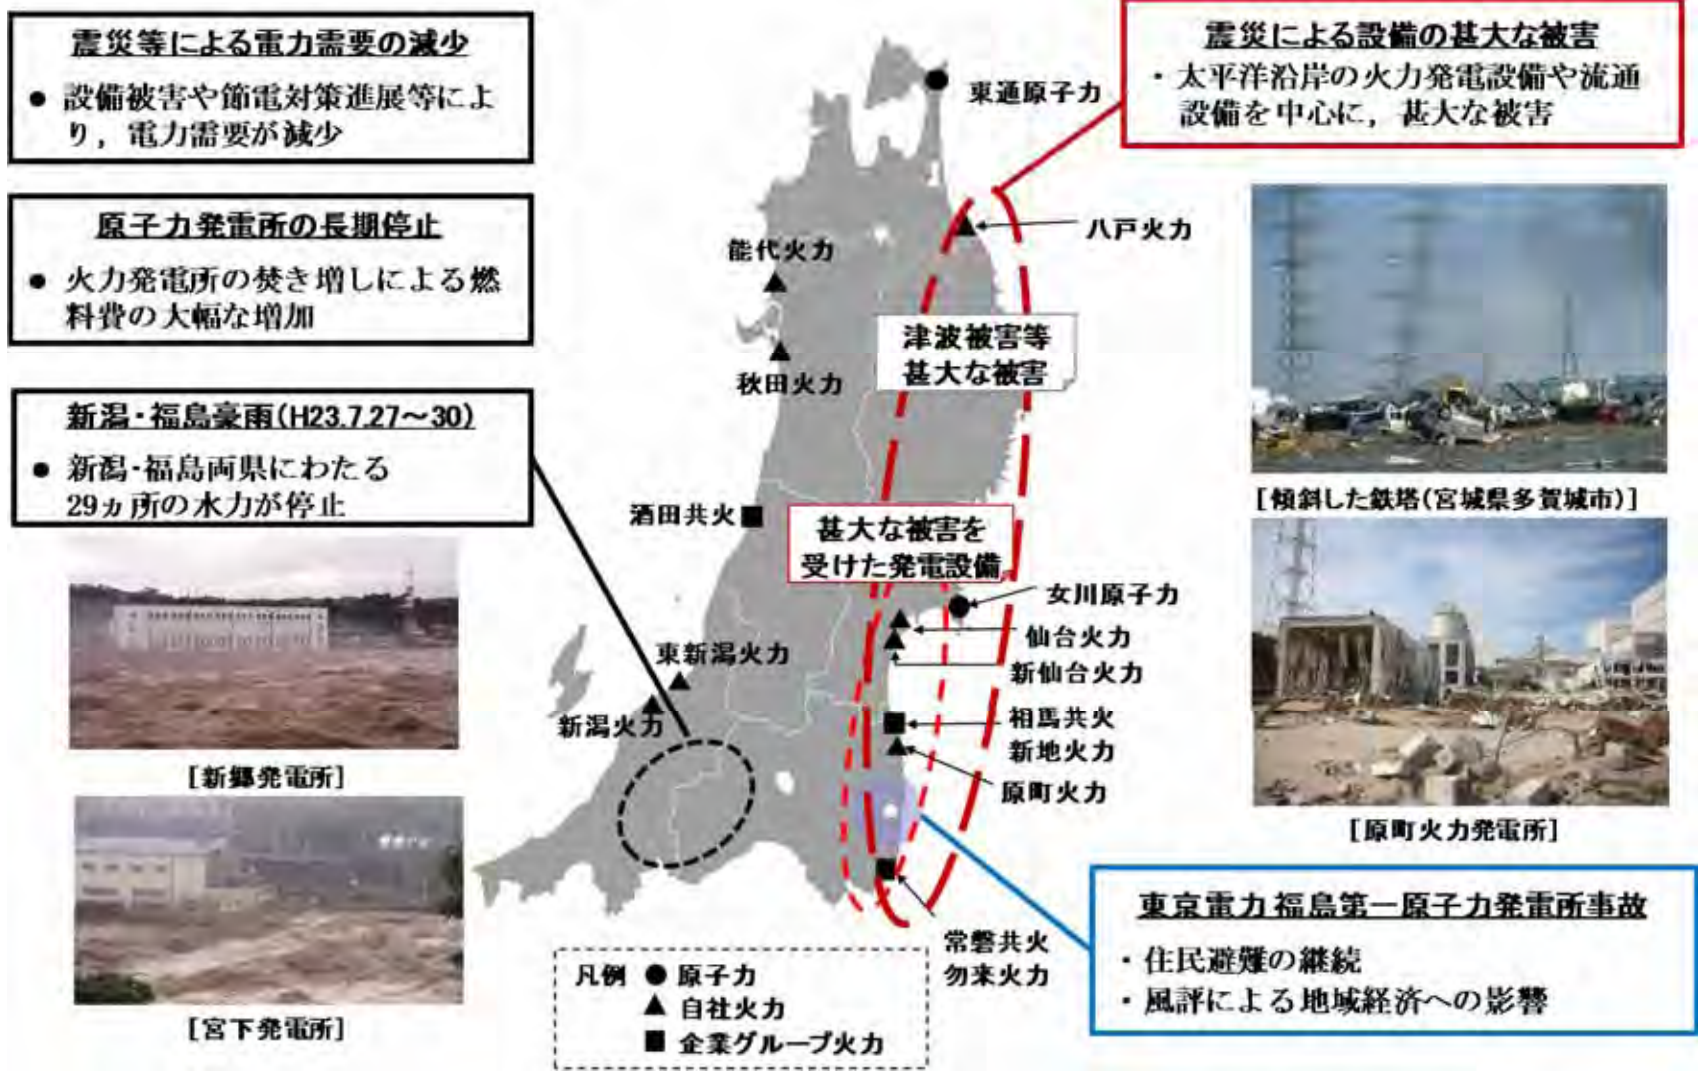 震災等による電力需要の減少
● 設備被害や節電対策進展等によ
り，電力需要が減少
原子力発電所の長期停止
● 火力発電所の焚き増しによる燃
料費の大幅な増加
新潟・福島豪雨(H23.7.27～30)
● 新潟・福島両県にわたる
29ヵ所の水力が停止
[新郷発電所]
[宮下発電所]
震災による設備の甚大な被害
・太平洋沿岸の火力発電設備や流通
設備を中心に，甚大な被害
[傾斜した鉄塔(宮城県多賀城市)]
[原町火力発電所]
東京電力 福島第一原子力発電所事故
・住民避難の継続
・風評による地域経済への影響
東通原子力
八戸火力
能代火力
秋田火力
津波被害等
甚大な被害
酒田共火
甚大な被害を
受けた発電設備
女川原子力
仙台火力
新仙台火力
東新潟火力
新潟火力
相馬共火
新地火力
原町火力
常磐共火
勿来火力
凡例 ● 原子力
▲ 自社火力
■ 企業グループ火力